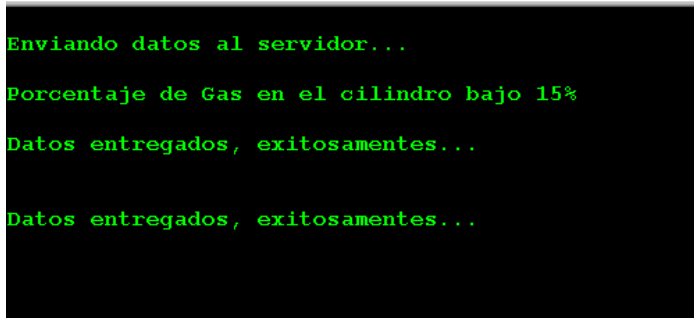 Enviando datos al servidor...
Porcentaje de Gas en el cilindro bajo 15%
Datos entregados, exitosamentes...
Datos entregados, exitosamentes...